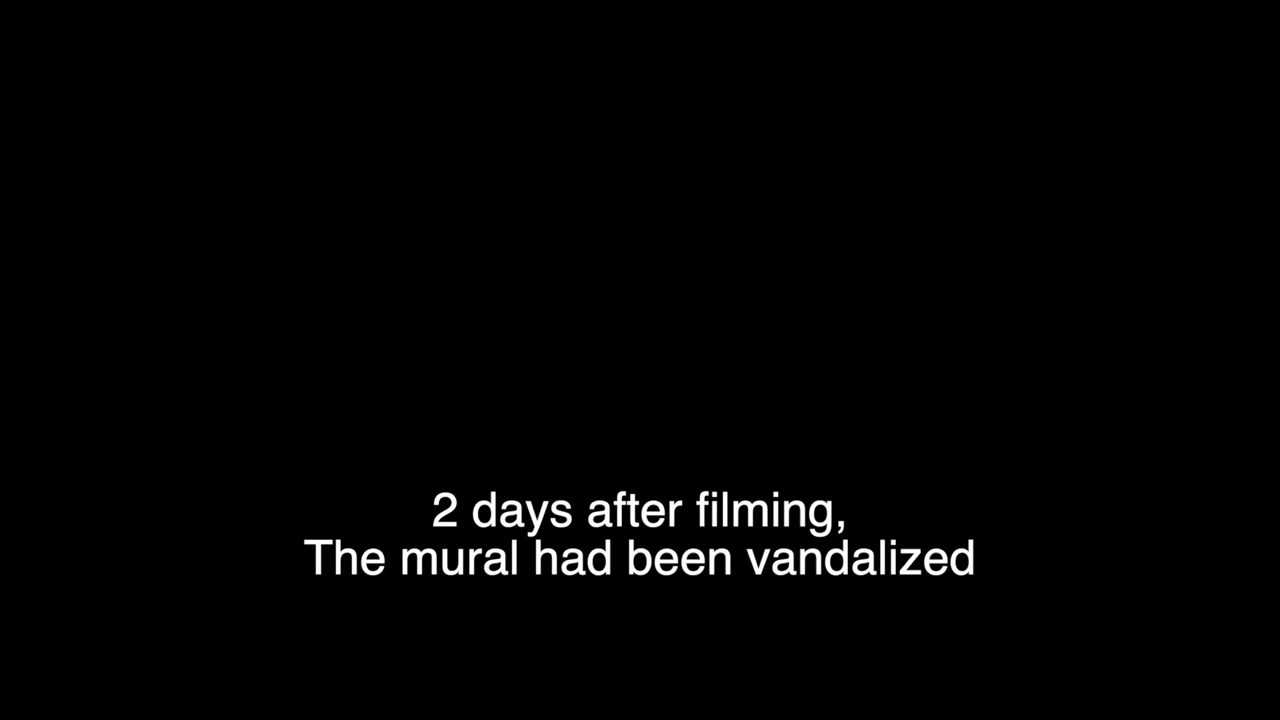 2 days after filming,
The mural had been vandalized